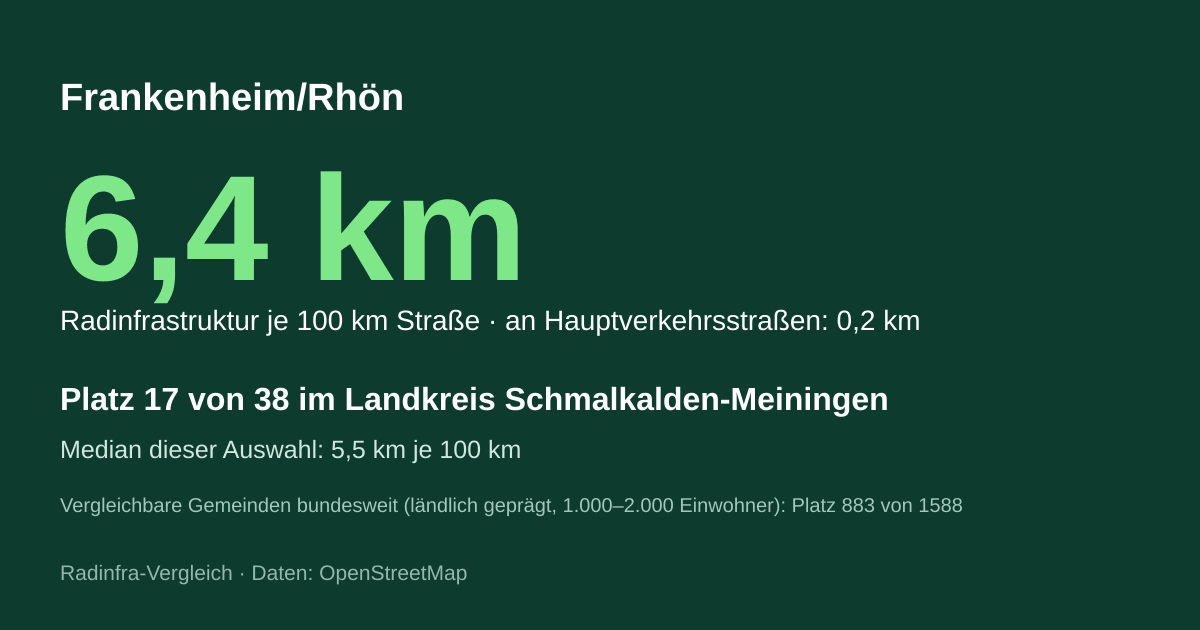 Frankenheim/Rhön
6,4 km
Radinfrastruktur je 100 km Straße · an Hauptverkehrsstraßen: 0,2 km
Platz 17 von 38 im Landkreis Schmalkalden-Meiningen
Median dieser Auswahl: 5,5 km je 100 km
Vergleichbare Gemeinden bundesweit (ländlich geprägt, 1.000–2.000 Einwohner): Platz 883 von 1588
Radinfra-Vergleich · Daten: OpenStreetMap